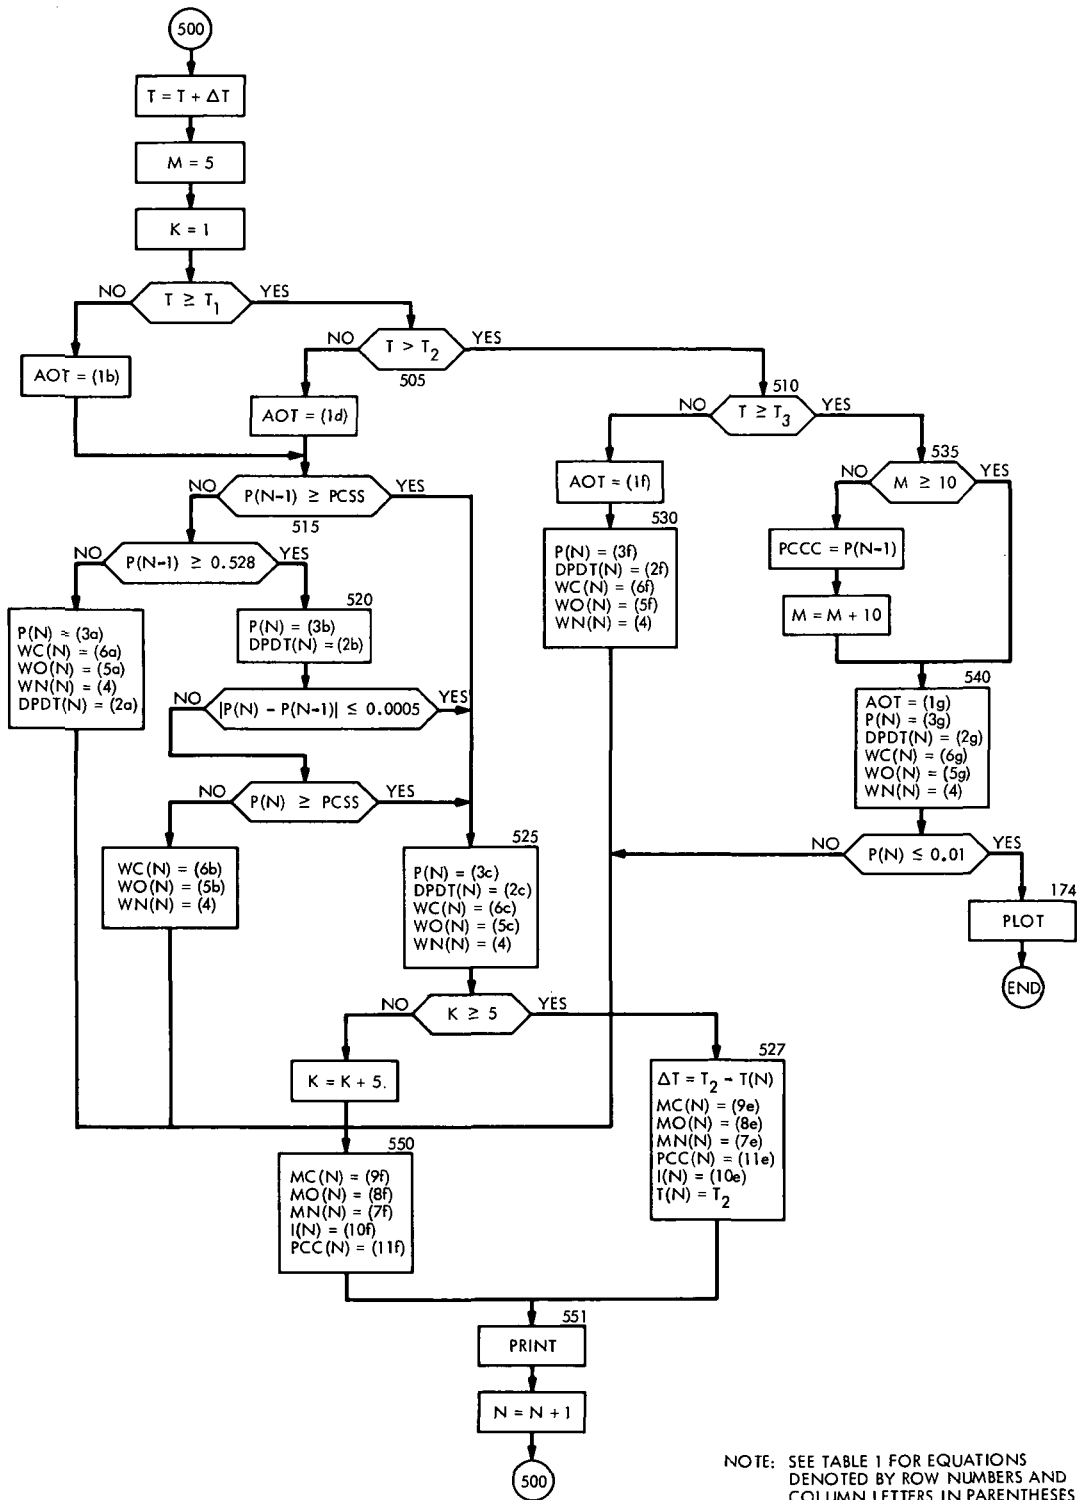 500
T = T + ΔT
M = 5
K = 1
NO
T ≥ T1
YES
NO
T > T2
YES
505
AOT = (1b)
AOT = (1d)
510
NO
T ≥ T3
YES
NO
P(N-1) ≥ PCSS
YES
515
AOT = (1f)
535
NO
M ≥ 10
YES
NO
P(N-1) ≥ 0.528
YES
530
P(N) = (3f)
DPDT(N) = (2f)
WC(N) = (6f)
WO(N) = (5f)
WN(N) = (4)
PCCC = P(N-1)
M = M + 10
P(N) = (3a)
WC(N) = (6a)
WO(N) = (5a)
WN(N) = (4)
DPDT(N) = (2a)
520
P(N) = (3b)
DPDT(N) = (2b)
NO
|P(N) - P(N-1)| ≤ 0.0005
YES
540
AOT = (1g)
P(N) = (3g)
DPDT(N) = (2g)
WC(N) = (6g)
WO(N) = (5g)
WN(N) = (4)
NO
P(N) ≥ PCSS
YES
NO
P(N) ≤ 0.01
YES
WC(N) = (6b)
WO(N) = (5b)
WN(N) = (4)
525
P(N) = (3c)
DPDT(N) = (2c)
WC(N) = (6c)
WO(N) = (5c)
WN(N) = (4)
174
PLOT
END
NO
K ≥ 5
YES
K = K + 5.
527
ΔT = T2 - T(N)
MC(N) = (9e)
MO(N) = (8e)
MN(N) = (7e)
PCC(N) = (11e)
I(N) = (10e)
T(N) = T2
550
MC(N) = (9f)
MO(N) = (8f)
MN(N) = (7f)
I(N) = (10f)
PCC(N) = (11f)
551
PRINT
N = N + 1
500
NOTE: SEE TABLE 1 FOR EQUATIONS
DENOTED BY ROW NUMBERS AND
COLUMN LETTERS IN PARENTHESES